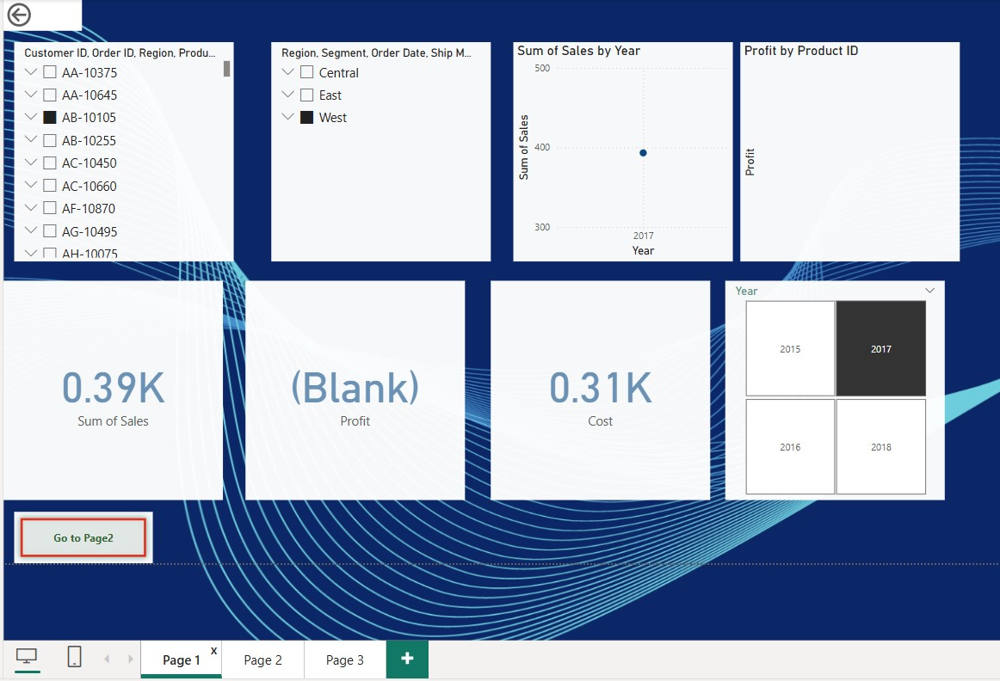 Customer ID, Order ID, Region, Produ...
AA-10375
AA-10645
AB-10105
AB-10255
AC-10450
AC-10660
AF-10870
AG-10495
AH-10075
Region, Segment, Order Date, Ship M...
Central
East
West
Sum of Sales by Year
500
400
300
Sum of Sales
2017
Year
Profit by Product ID
Profit
0.39K
Sum of Sales
(Blank)
Profit
0.31K
Cost
Year
2015
2017
2016
2018
Go to Page2
Page 1
x
Page 2
Page 3
+